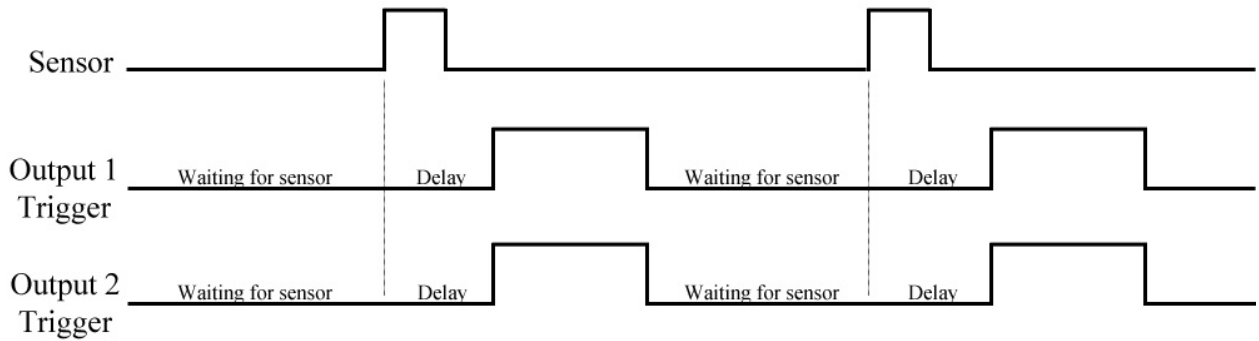 Sensor
Output 1
Trigger
Waiting for sensor Delay Waiting for sensor Delay
Output 2
Trigger
Waiting for sensor Delay Waiting for sensor Delay